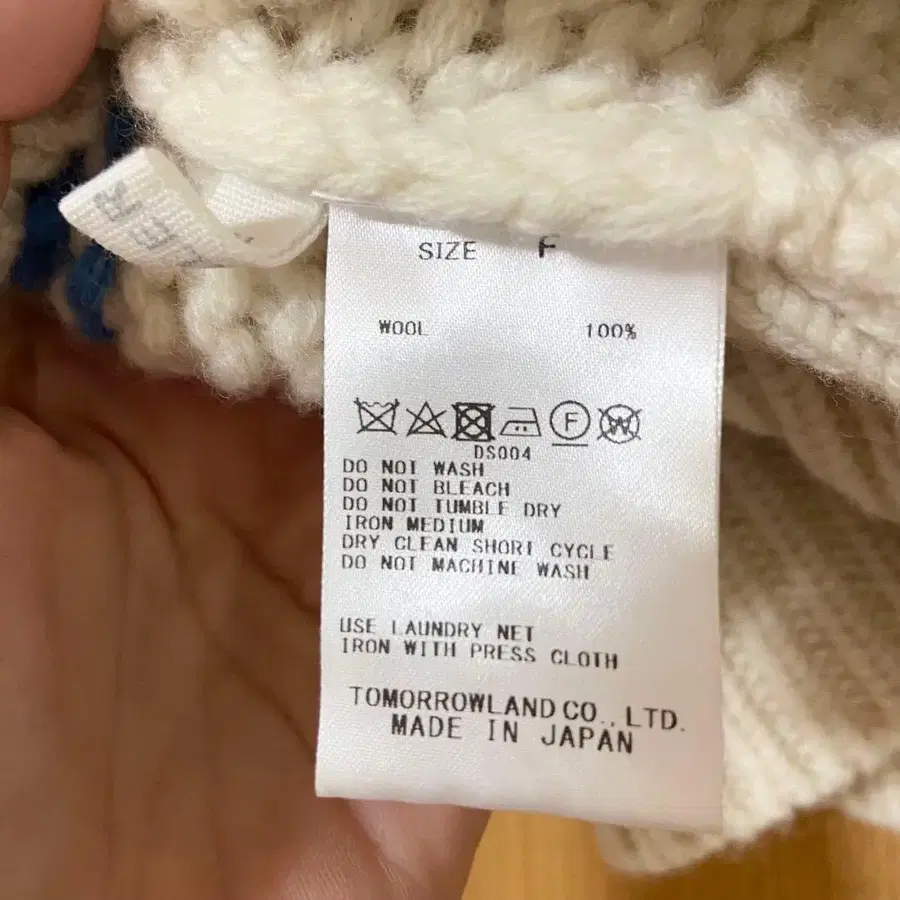 SIZE F
WOOL 100%
F W
DS004
DO NOT WASH
DO NOT BLEACH
DO NOT TUMBLE DRY
IRON MEDIUM
DRY CLEAN SHORT CYCLE
DO NOT MACHINE WASH
USE LAUNDRY NET
IRON WITH PRESS CLOTH
TOMORROWLAND CO., LTD.
MADE IN JAPAN